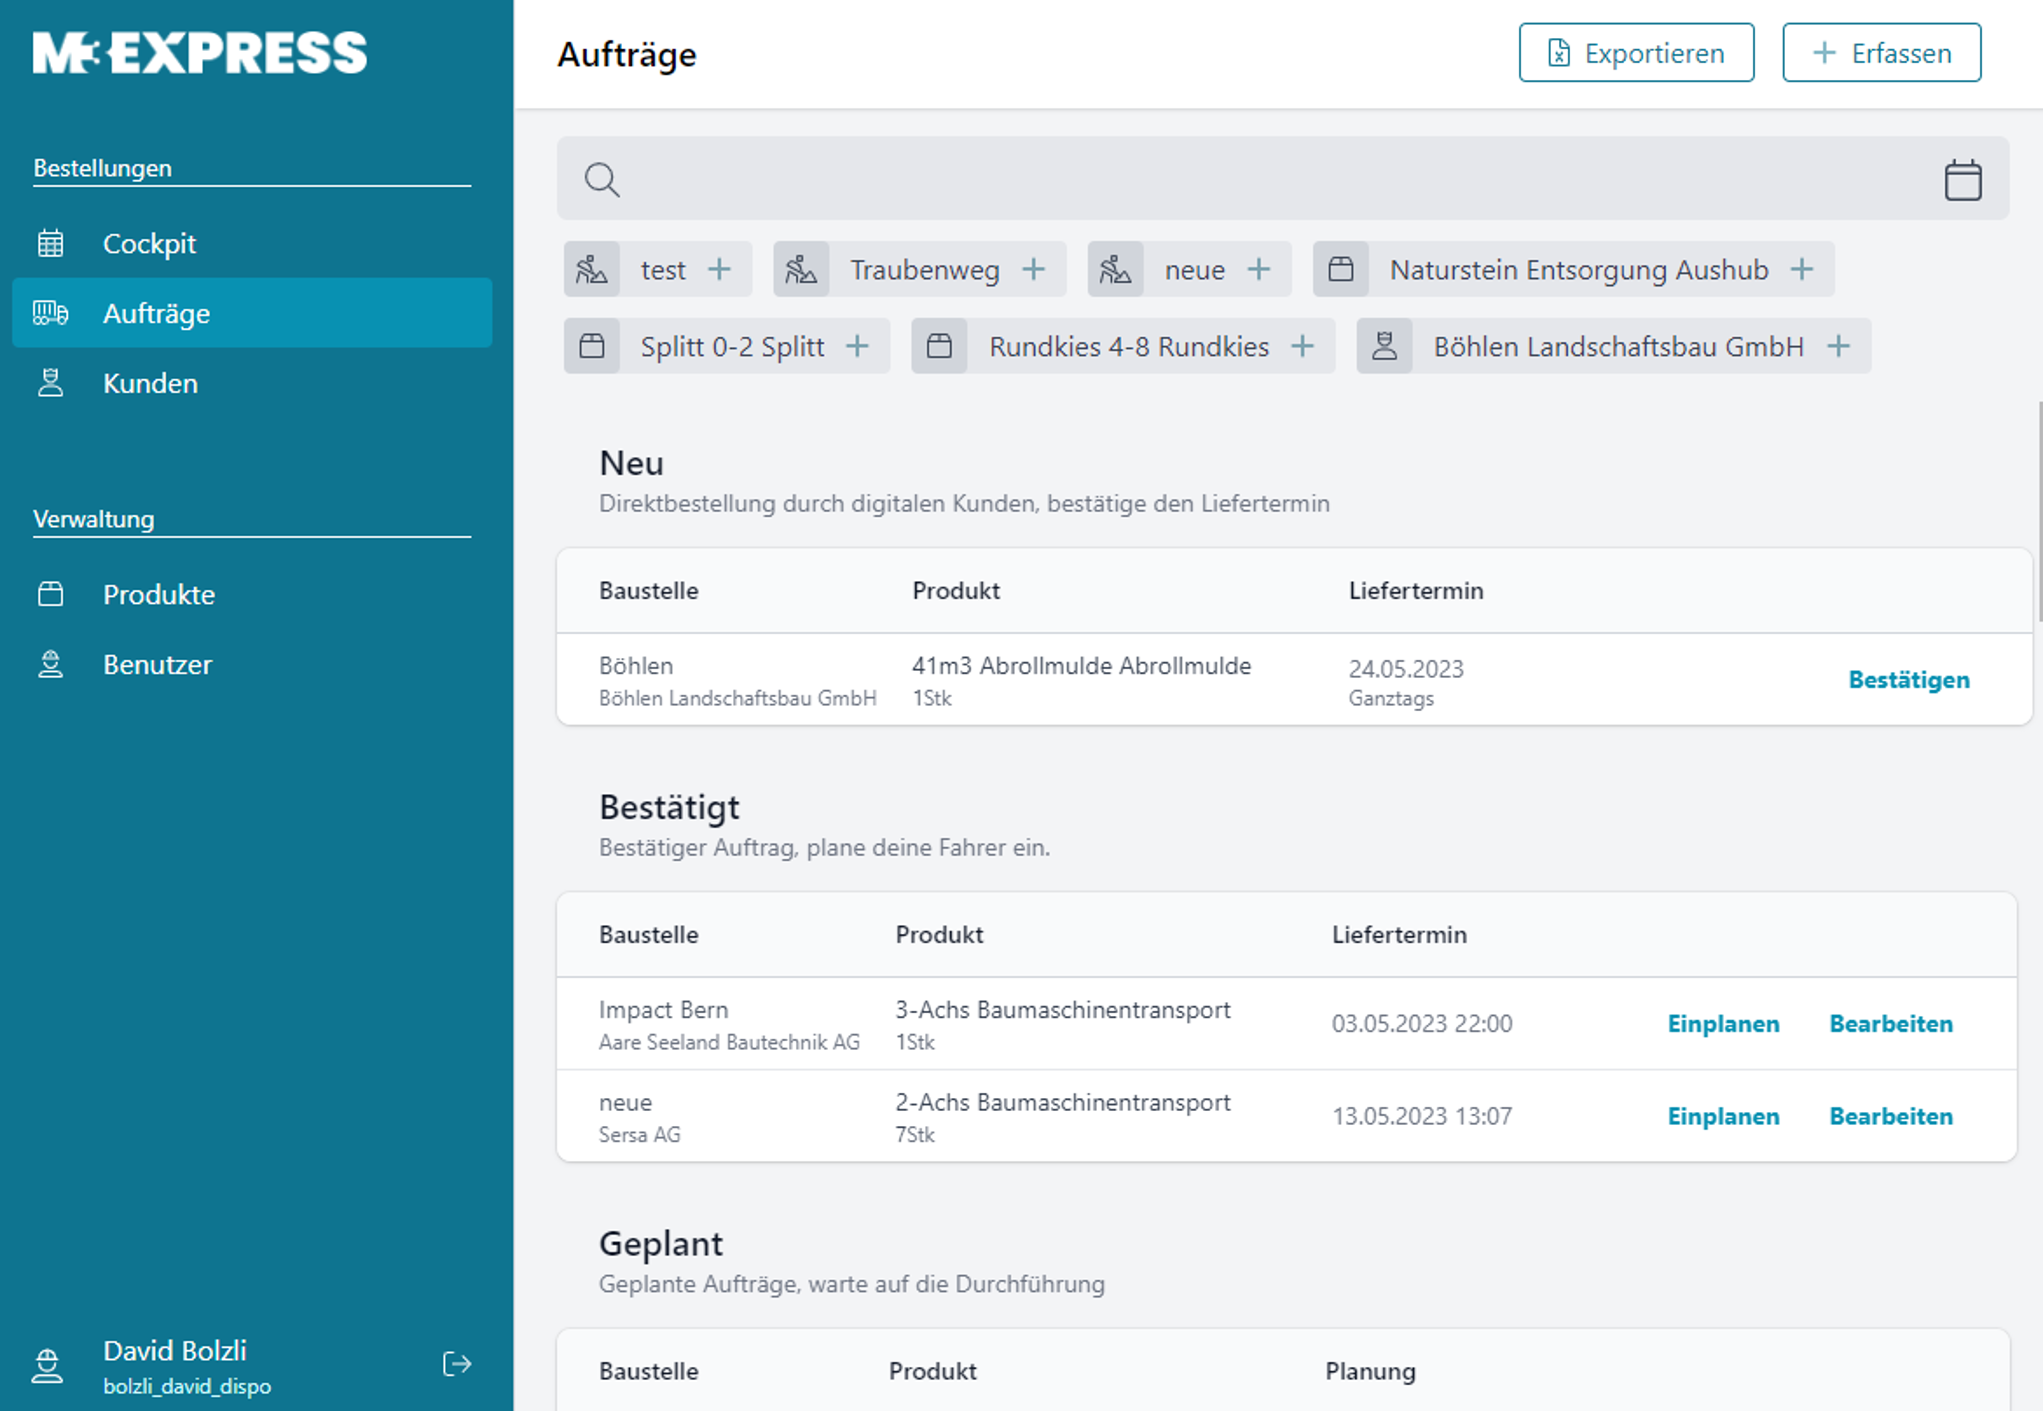 M EXPRESS
Bestellungen
Cockpit
Aufträge
Kunden
Verwaltung
Produkte
Benutzer
David Bolzli
bolzli_david_dispo
Aufträge
Exportieren
+ Erfassen
test +
Traubenweg +
neue +
Naturstein Entsorgung Aushub +
Splitt 0-2 Splitt +
Rundkies 4-8 Rundkies +
Böhlen Landschaftsbau GmbH +
Neu
Direktbestellung durch digitalen Kunden, bestätige den Liefertermin
Baustelle Produkt Liefertermin
Böhlen 41m3 Abrollmulde Abrollmulde 24.05.2023 Bestätigen
Böhlen Landschaftsbau GmbH 1Stk Ganztags
Bestätigt
Bestätiger Auftrag, plane deine Fahrer ein.
Baustelle Produkt Liefertermin
Impact Bern 3-Achs Baumaschinentransport 03.05.2023 22:00 Einplanen Bearbeiten
Aare Seeland Bautechnik AG 1Stk
neue 2-Achs Baumaschinentransport 13.05.2023 13:07 Einplanen Bearbeiten
Sersa AG 7Stk
Geplant
Geplante Aufträge, warte auf die Durchführung
Baustelle Produkt Planung